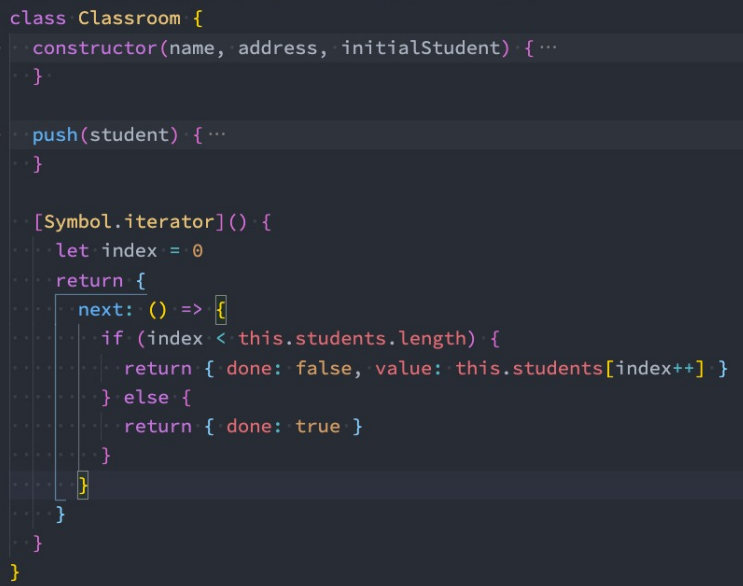 class Classroom {
  constructor(name, address, initialStudent) { ···
  }

  push(student) { ···
  }

  [Symbol.iterator]() {
    let index = 0
    return {
      next: () => {
        if (index < this.students.length) {
          return { done: false, value: this.students[index++] }
        } else {
          return { done: true }
        }
      }
    }
  }
}